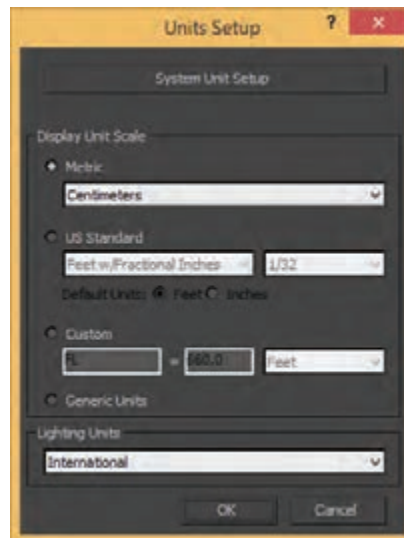 Units Setup ? ×
System Unit Setup
Display Unit Scale
Metric
Centimeters
US Standard
Feet w/Fractional Inches 1/32
Default Units: Feet Inches
Custom
FL = 660.0 Feet
Generic Units
Lighting Units
International
OK Cancel